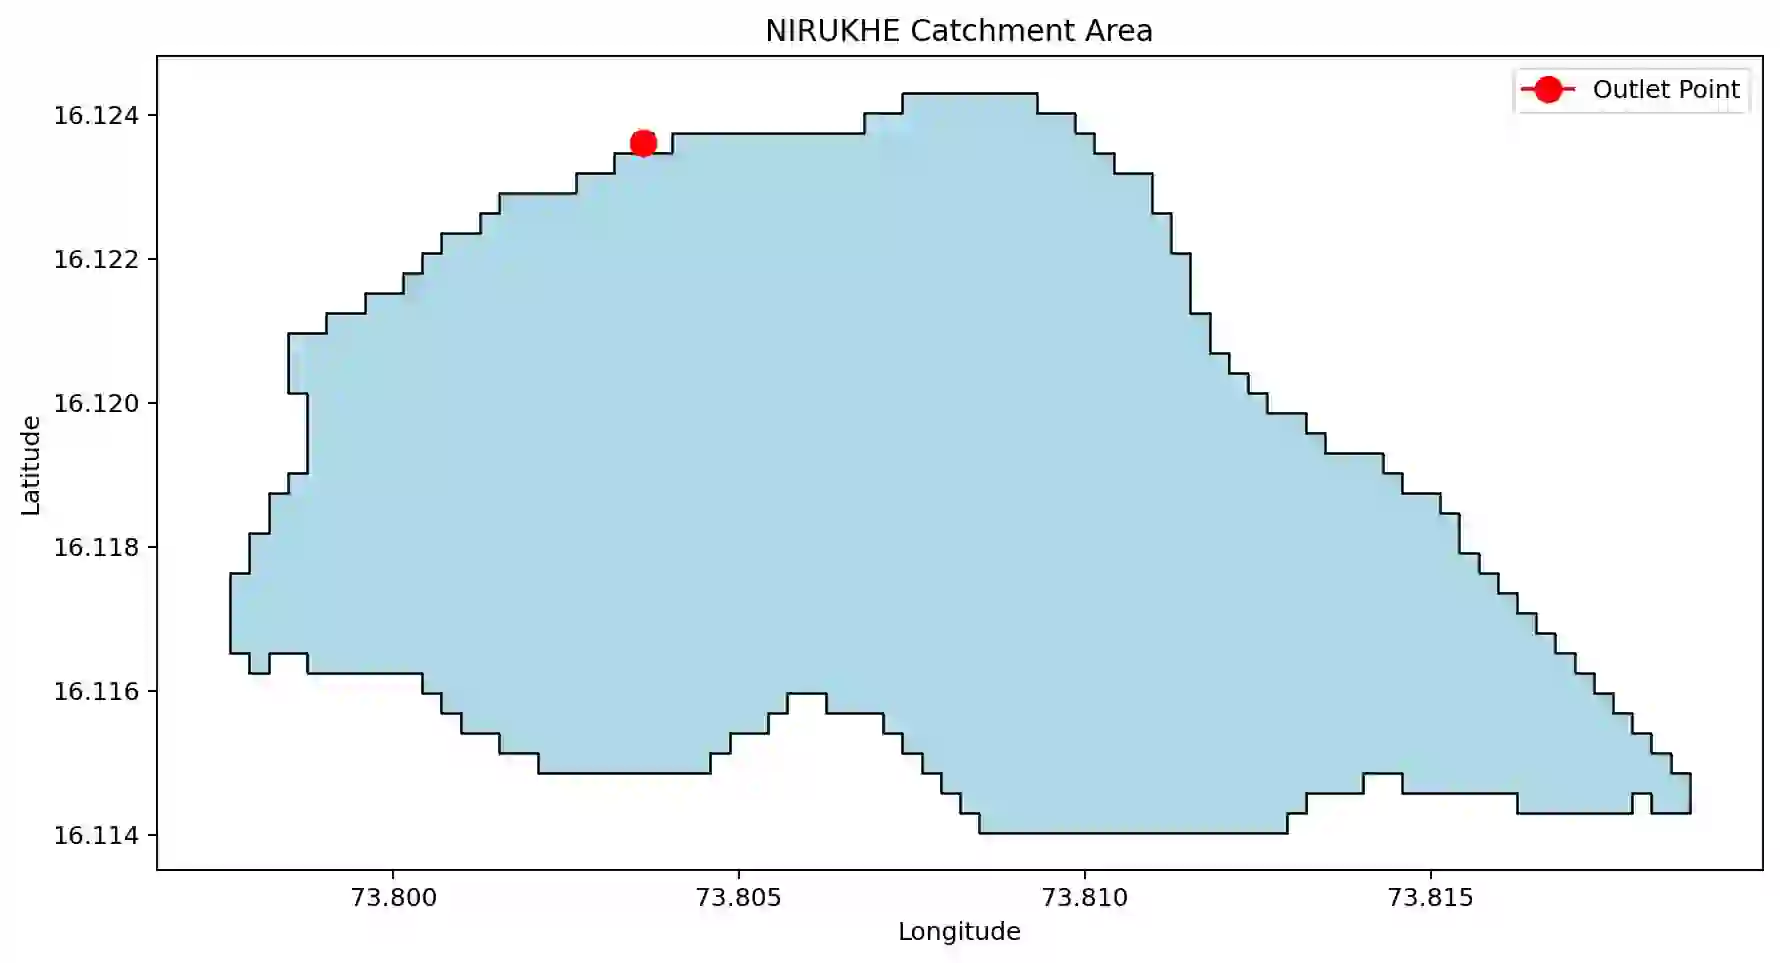 NIRUKHE Catchment Area
Outlet Point
16.124
16.122
16.120
16.118
16.116
16.114
Latitude
73.800 73.805 73.810 73.815
Longitude